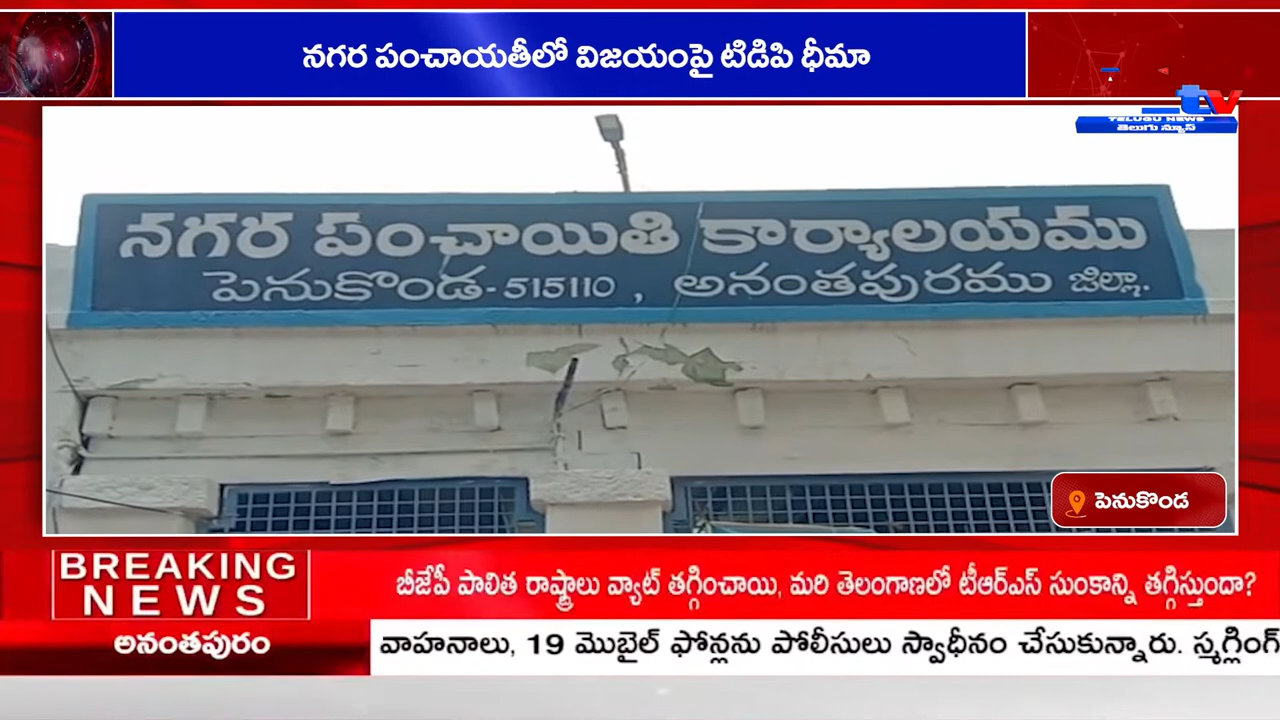 నగర పంచాయతీలో విజయంపై టిడిపి ధీమా
tv
TELUGU NEWS
తెలుగు న్యూస్
నగర పంచాయితి కార్యాలయము
పెనుకొండ-515110 , అనంతపురము జిల్లా.
పెనుకొండ
BREAKING
NEWS
బీజేపీ పాలిత రాష్ట్రాలు వ్యాట్ తగ్గించాయి, మరి తెలంగాణలో టీఆర్ఎస్ సుంకాన్ని తగ్గిస్తుందా?
అనంతపురం
వాహనాలు, 19 మొబైల్ ఫోన్లను పోలీసులు స్వాధీనం చేసుకున్నారు. స్మగ్లింగ్